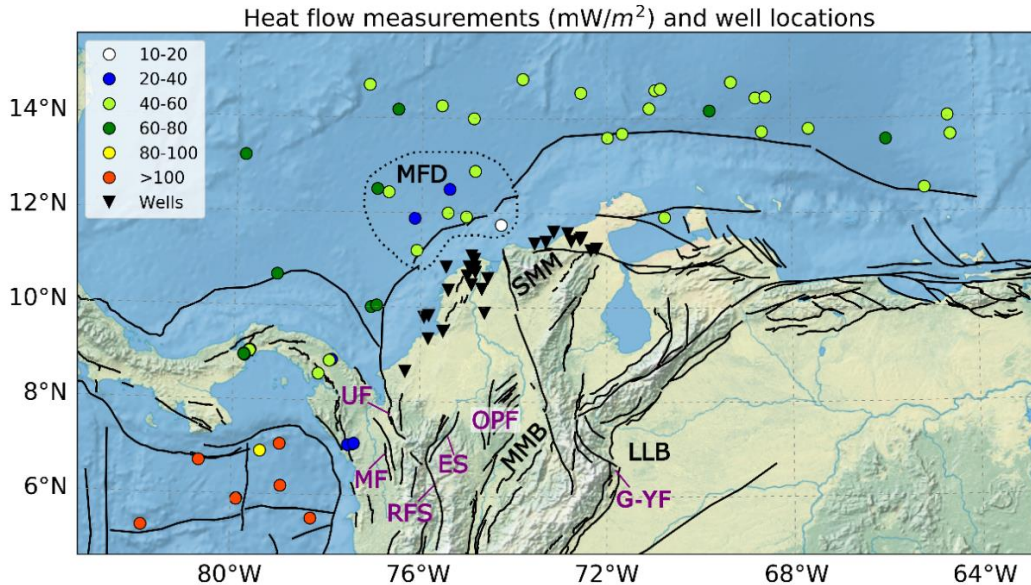 Heat flow measurements (mW/m²) and well locations
10-20
20-40
40-60
60-80
80-100
>100
Wells
14°N
12°N
10°N
8°N
6°N
MFD
SMM
UF
OPF
MF
ES
MMB
LLB
RFS
G-YF
80°W
76°W
72°W
68°W
64°W